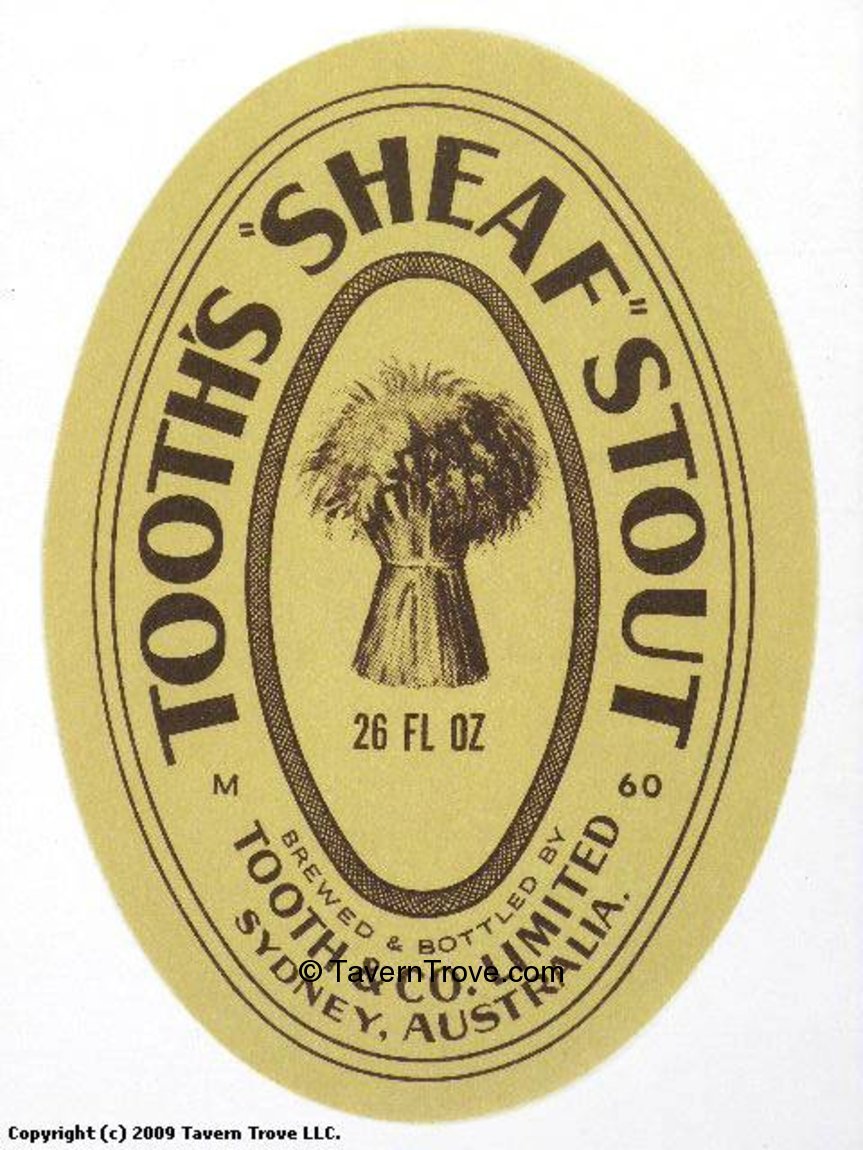 TOOTH'S "SHEAF" STOUT
26 FL OZ
M 60
BREWED & BOTTLED BY
TOOTH & CO. LIMITED
SYDNEY, AUSTRALIA.
© TavernTrove.com
Copyright (c) 2009 Tavern Trove LLC.